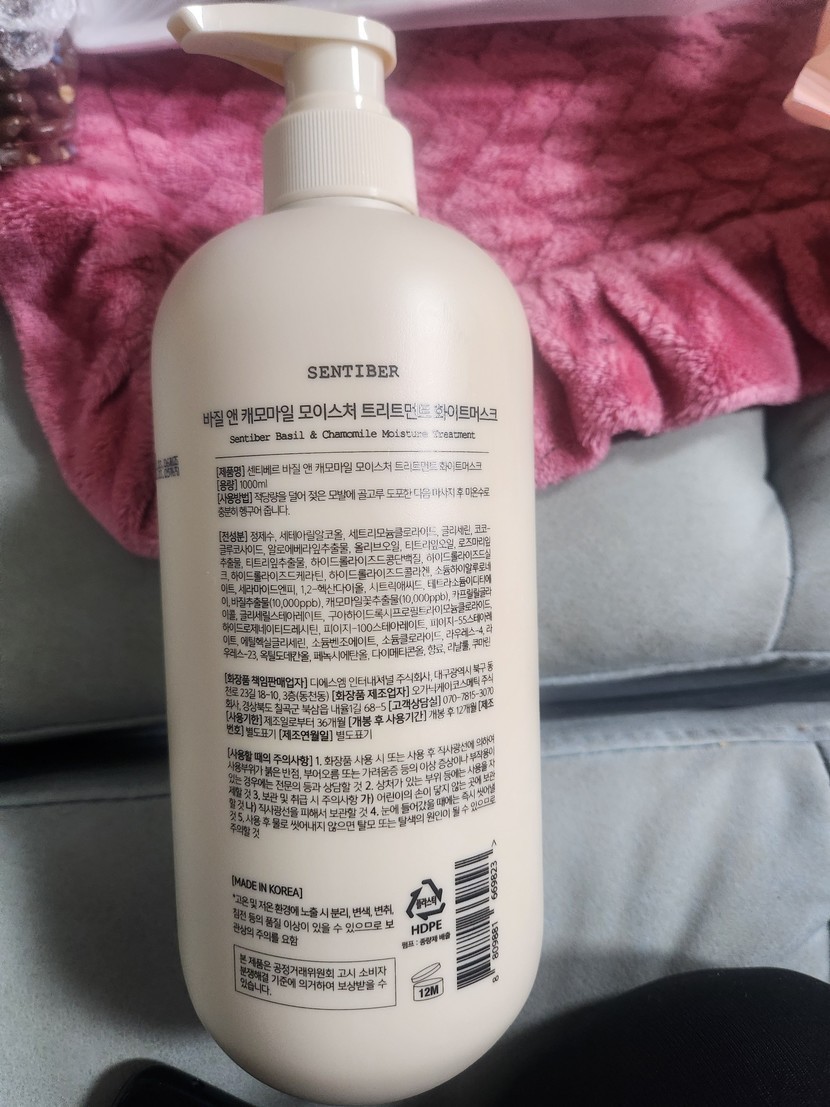 SENTIBER
바질 앤 캐모마일 모이스처 트리트먼트 화이트머스크
Sentiber Basil & Chamomile Moisture Treatment
[제품명] 센티베르 바질 앤 캐모마일 모이스처 트리트먼트 화이트머스크
[용량] 1000ml
[사용방법] 적당량을 덜어 젖은 모발에 골고루 도포한 다음 마사지 후 미온수로
충분히 헹구어 줍니다.
[전성분] 정제수, 세테아릴알코올, 세트리모늄클로라이드, 글리세린, 코코-
글루코사이드, 알로에베라잎추출물, 올리브오일, 티트리잎오일, 로즈마리잎
추출물, 티트리잎추출물, 하이드롤라이즈드콩단백질, 하이드롤라이즈드실
크, 하이드롤라이즈드케라틴, 하이드롤라이즈드콜라겐, 소듐하이알루로네
이트, 세라마이드엔피, 1,2-헥산다이올, 시트릭애씨드, 테트라소듐이디티에
이, 바질추출물(10,000ppb), 캐모마일꽃추출물(10,000ppb), 카프릴릴글라
이콜, 글리세릴스테아레이트, 구아하이드록시프로필트라이모늄클로라이드,
하이드로제네이티드레시틴, 피이지-100스테아레이트, 피이지-55스테아레
이트, 에틸헥실글리세린, 소듐벤조에이트, 소듐클로라이드, 라우레스-4, 라
우레스-23, 옥틸도데칸올, 페녹시에탄올, 다이메티콘올, 향료, 리날룰, 쿠마린
[화장품 책임판매업자] 디에스엠 인터내셔널 주식회사, 대구광역시 북구 동
천로 23길 18-10, 3층(동천동) [화장품 제조업자] 오가닉케이코스메틱 주식
회사, 경상북도 칠곡군 북삼읍 내율1길 68-5 [고객상담실] 070-7815-3070
[사용기한] 제조일로부터 36개월 [개봉 후 사용기간] 개봉 후 12개월 [제조
번호] 별도표기 [제조연월일] 별도표기
[사용할 때의 주의사항] 1. 화장품 사용 시 또는 사용 후 직사광선에 의하여
사용부위가 붉은 반점, 부어오름 또는 가려움증 등의 이상 증상이나 부작용이
있는 경우에는 전문의 등과 상담할 것 2. 상처가 있는 부위 등에는 사용을 자
제할 것 3. 보관 및 취급 시 주의사항 가) 어린이의 손이 닿지 않는 곳에 보관
할 것 나) 직사광선을 피해서 보관할 것 4. 눈에 들어갔을 때에는 즉시 씻어낼
것 5. 사용 후 물로 씻어내지 않으면 탈모 또는 탈색의 원인이 될 수 있으므로
주의할 것
[MADE IN KOREA]
*고온 및 저온 환경에 노출 시 분리, 변색, 변취,
침전 등의 품질 이상이 있을 수 있으므로 보
관상의 주의를 요함
본 제품은 공정거래위원회 고시 소비자
분쟁해결 기준에 의거하여 보상받을 수
있습니다.
플라스틱
HDPE
펌프 : 종량제 배출
12M
8 809881 669823 >